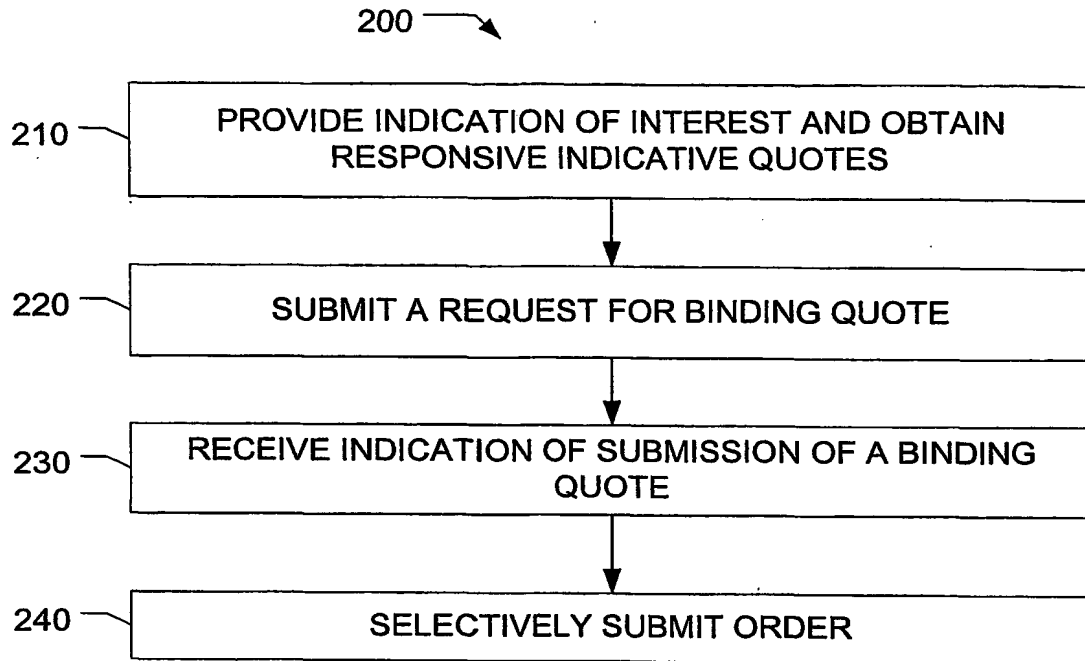 200
210
PROVIDE INDICATION OF INTEREST AND OBTAIN
RESPONSIVE INDICATIVE QUOTES
220
SUBMIT A REQUEST FOR BINDING QUOTE
230
RECEIVE INDICATION OF SUBMISSION OF A BINDING
QUOTE
240
SELECTIVELY SUBMIT ORDER